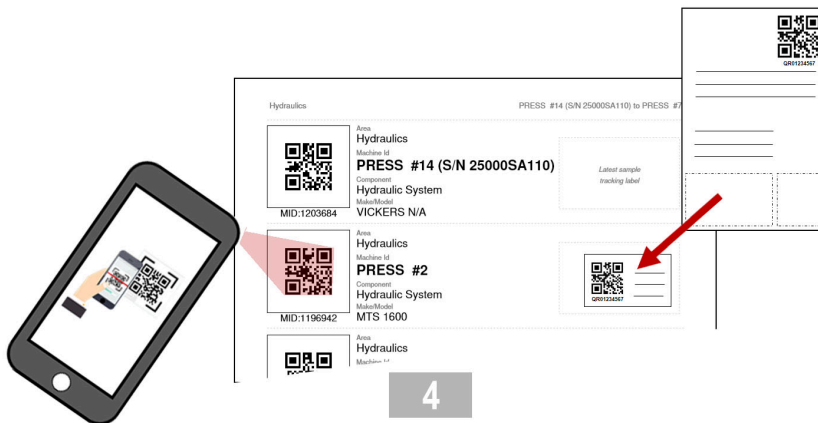 QR01234567
Hydraulics
PRESS #14 (S/N 25000SA110) to PRESS #7
Area
Hydraulics
Machine Id
PRESS #14 (S/N 25000SA110)
Component
Hydraulic System
Make/Model
VICKERS N/A
MID:1203684
Latest sample
tracking label
Area
Hydraulics
Machine Id
PRESS #2
Component
Hydraulic System
Make/Model
MTS 1600
MID:1196942
QR01234567
Area
Hydraulics
Machine Id
4